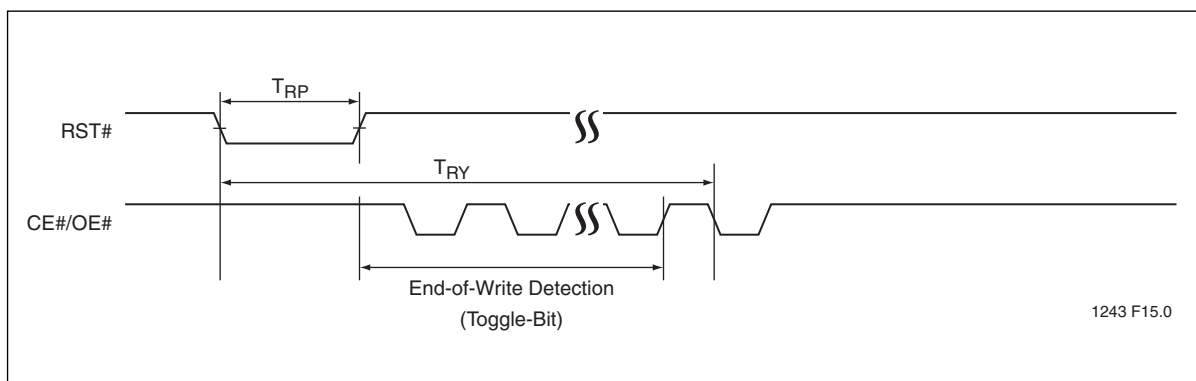 TRP
RST#
TRY
CE#/OE#
End-of-Write Detection
(Toggle-Bit)
1243 F15.0